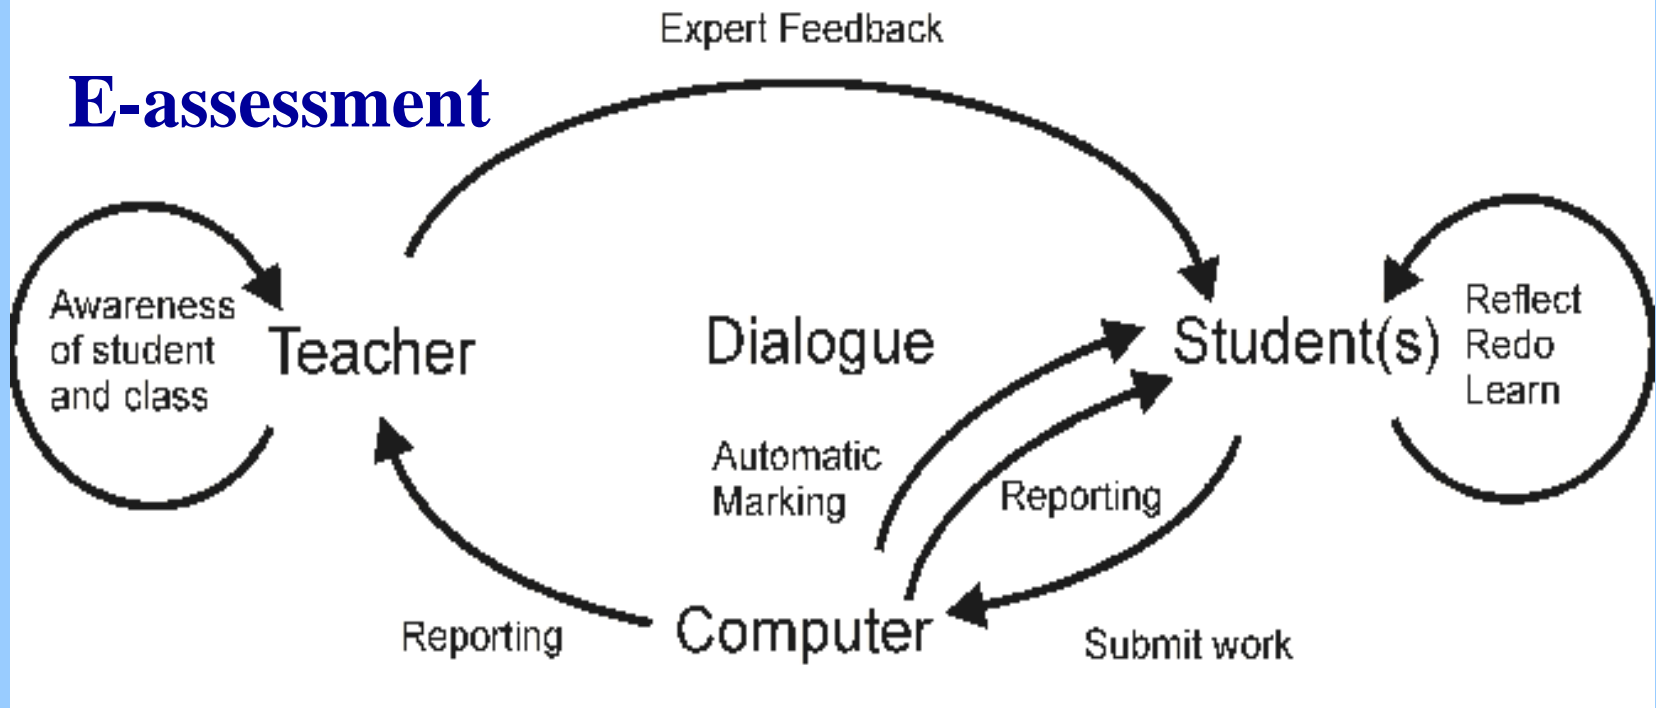 Expert Feedback
E-assessment
Awareness
of student
and class
Teacher
Dialogue
Student(s)
Reflect
Redo
Learn
Automatic
Marking
Reporting
Reporting
Computer
Submit work